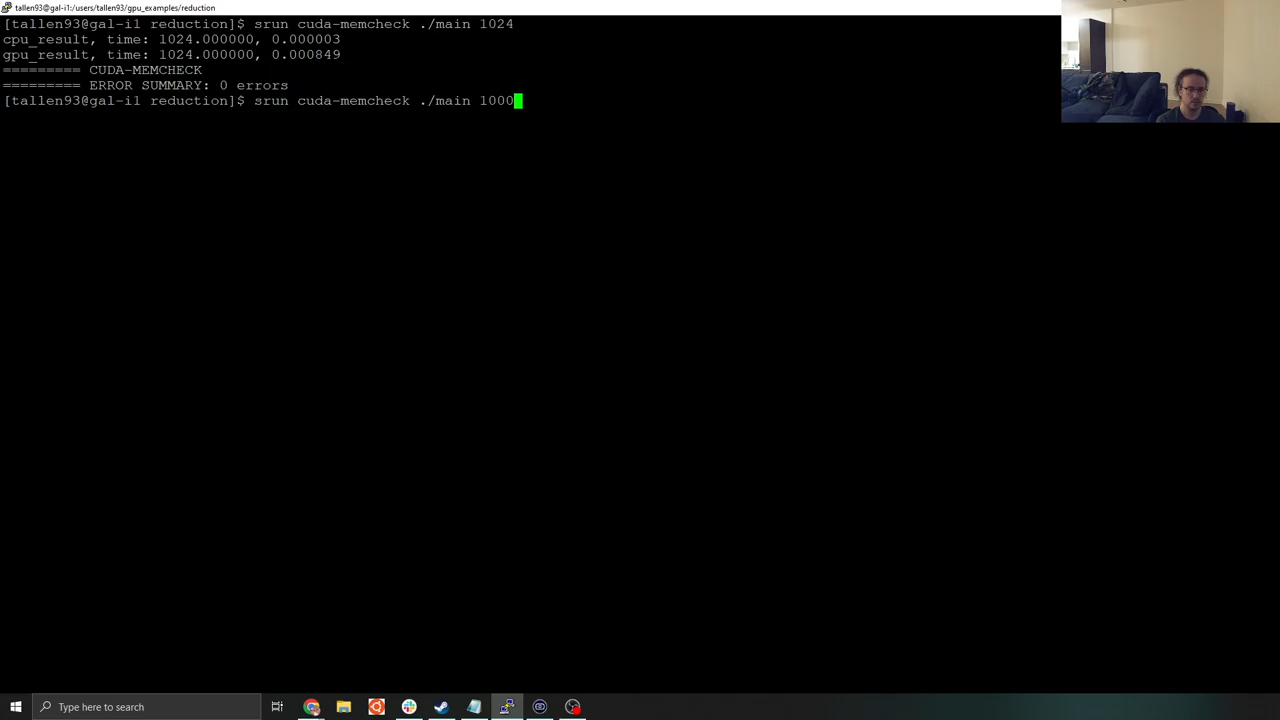 tallen93@gal-i1:/users/tallen93/gpu_examples/reduction
[tallen93@gal-i1 reduction]$ srun cuda-memcheck ./main 1024
cpu_result, time: 1024.000000, 0.000003
gpu_result, time: 1024.000000, 0.000849
========= CUDA-MEMCHECK
========= ERROR SUMMARY: 0 errors
[tallen93@gal-i1 reduction]$ srun cuda-memcheck ./main 1000
Type here to search